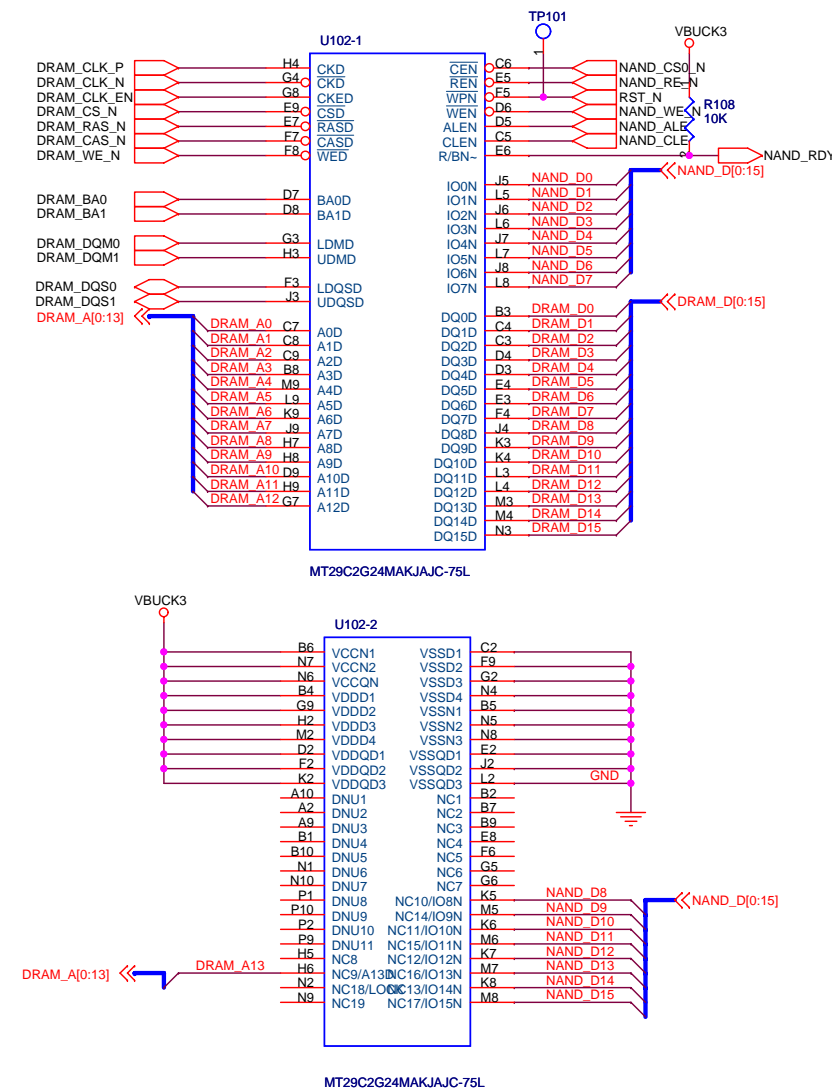 U102-1
TP101
1
VBUCK3
R108
10K
2
DRAM_CLK_P H4 CKD
DRAM_CLK_N G4 CKD
DRAM_CLK_EN G8 CKED
DRAM_CS_N E9 CSD
DRAM_RAS_N E7 RASD
DRAM_CAS_N F7 CASD
DRAM_WE_N F8 WED
CEN C6 NAND_CS0_N
REN E5 NAND_RE_N
WPN F5 RST_N
WEN D6 NAND_WE_N
ALEN D5 NAND_ALE
CLEN C5 NAND_CLE
R/BN~ E6 NAND_RDY
DRAM_BA0 D7 BA0D
DRAM_BA1 D8 BA1D
DRAM_DQM0 G3 LDMD
DRAM_DQM1 H3 UDMD
DRAM_DQS0 F3 LDQSD
DRAM_DQS1 J3 UDQSD
DRAM_A[0:13]
DRAM_A0 C7 A0D
DRAM_A1 C8 A1D
DRAM_A2 C9 A2D
DRAM_A3 B8 A3D
DRAM_A4 M9 A4D
DRAM_A5 L9 A5D
DRAM_A6 K9 A6D
DRAM_A7 J9 A7D
DRAM_A8 H7 A8D
DRAM_A9 H8 A9D
DRAM_A10 D9 A10D
DRAM_A11 H9 A11D
DRAM_A12 G7 A12D
NAND_D[0:15]
IO0N J5 NAND_D0
IO1N L5 NAND_D1
IO2N J6 NAND_D2
IO3N L6 NAND_D3
IO4N J7 NAND_D4
IO5N L7 NAND_D5
IO6N J8 NAND_D6
IO7N L8 NAND_D7
DRAM_D[0:15]
DQ0D B3 DRAM_D0
DQ1D C4 DRAM_D1
DQ2D C3 DRAM_D2
DQ3D D4 DRAM_D3
DQ4D D3 DRAM_D4
DQ5D E4 DRAM_D5
DQ6D E3 DRAM_D6
DQ7D F4 DRAM_D7
DQ8D J4 DRAM_D8
DQ9D K3 DRAM_D9
DQ10D K4 DRAM_D10
DQ11D L3 DRAM_D11
DQ12D L4 DRAM_D12
DQ13D M3 DRAM_D13
DQ14D M4 DRAM_D14
DQ15D N3 DRAM_D15
MT29C2G24MAKJAJC-75L
VBUCK3
U102-2
B6 VCCN1
N7 VCCN2
N6 VCCQN
B4 VDDD1
G9 VDDD2
H2 VDDD3
M2 VDDD4
D2 VDDQD1
F2 VDDQD2
K2 VDDQD3
A10 DNU1
A2 DNU2
A9 DNU3
B1 DNU4
B10 DNU5
N1 DNU6
N10 DNU7
P1 DNU8
P10 DNU9
P2 DNU10
P9 DNU11
H5 NC8
DRAM_A[0:13] DRAM_A13 H6 NC9/A13D
N2 NC18/LOCK
N9 NC19
VSSD1 C2
VSSD2 F9
VSSD3 G2
VSSD4 N4
VSSN1 B5
VSSN2 N5
VSSN3 N8
VSSQD1 E2
VSSQD2 J2
VSSQD3 L2 GND
NC1 B2
NC2 B7
NC3 B9
NC4 E8
NC5 F6
NC6 G5
NC7 G6
NC10/IO8N K5 NAND_D8
NC14/IO9N M5 NAND_D9
NC11/IO10N K6 NAND_D10
NC15/IO11N M6 NAND_D11
NC12/IO12N K7 NAND_D12
NC16/IO13N M7 NAND_D13
NC13/IO14N K8 NAND_D14
NC17/IO15N M8 NAND_D15
NAND_D[0:15]
MT29C2G24MAKJAJC-75L